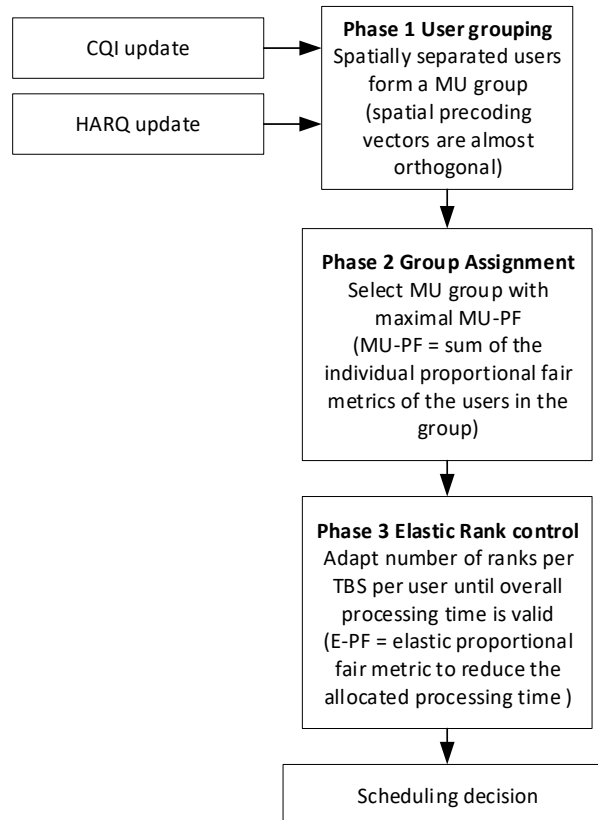 CQI update
HARQ update
Phase 1 User grouping
Spatially separated users
form a MU group
(spatial precoding
vectors are almost
orthogonal)
Phase 2 Group Assignment
Select MU group with
maximal MU-PF
(MU-PF = sum of the
individual proportional fair
metrics of the users in the
group)
Phase 3 Elastic Rank control
Adapt number of ranks per
TBS per user until overall
processing time is valid
(E-PF = elastic proportional
fair metric to reduce the
allocated processing time )
Scheduling decision